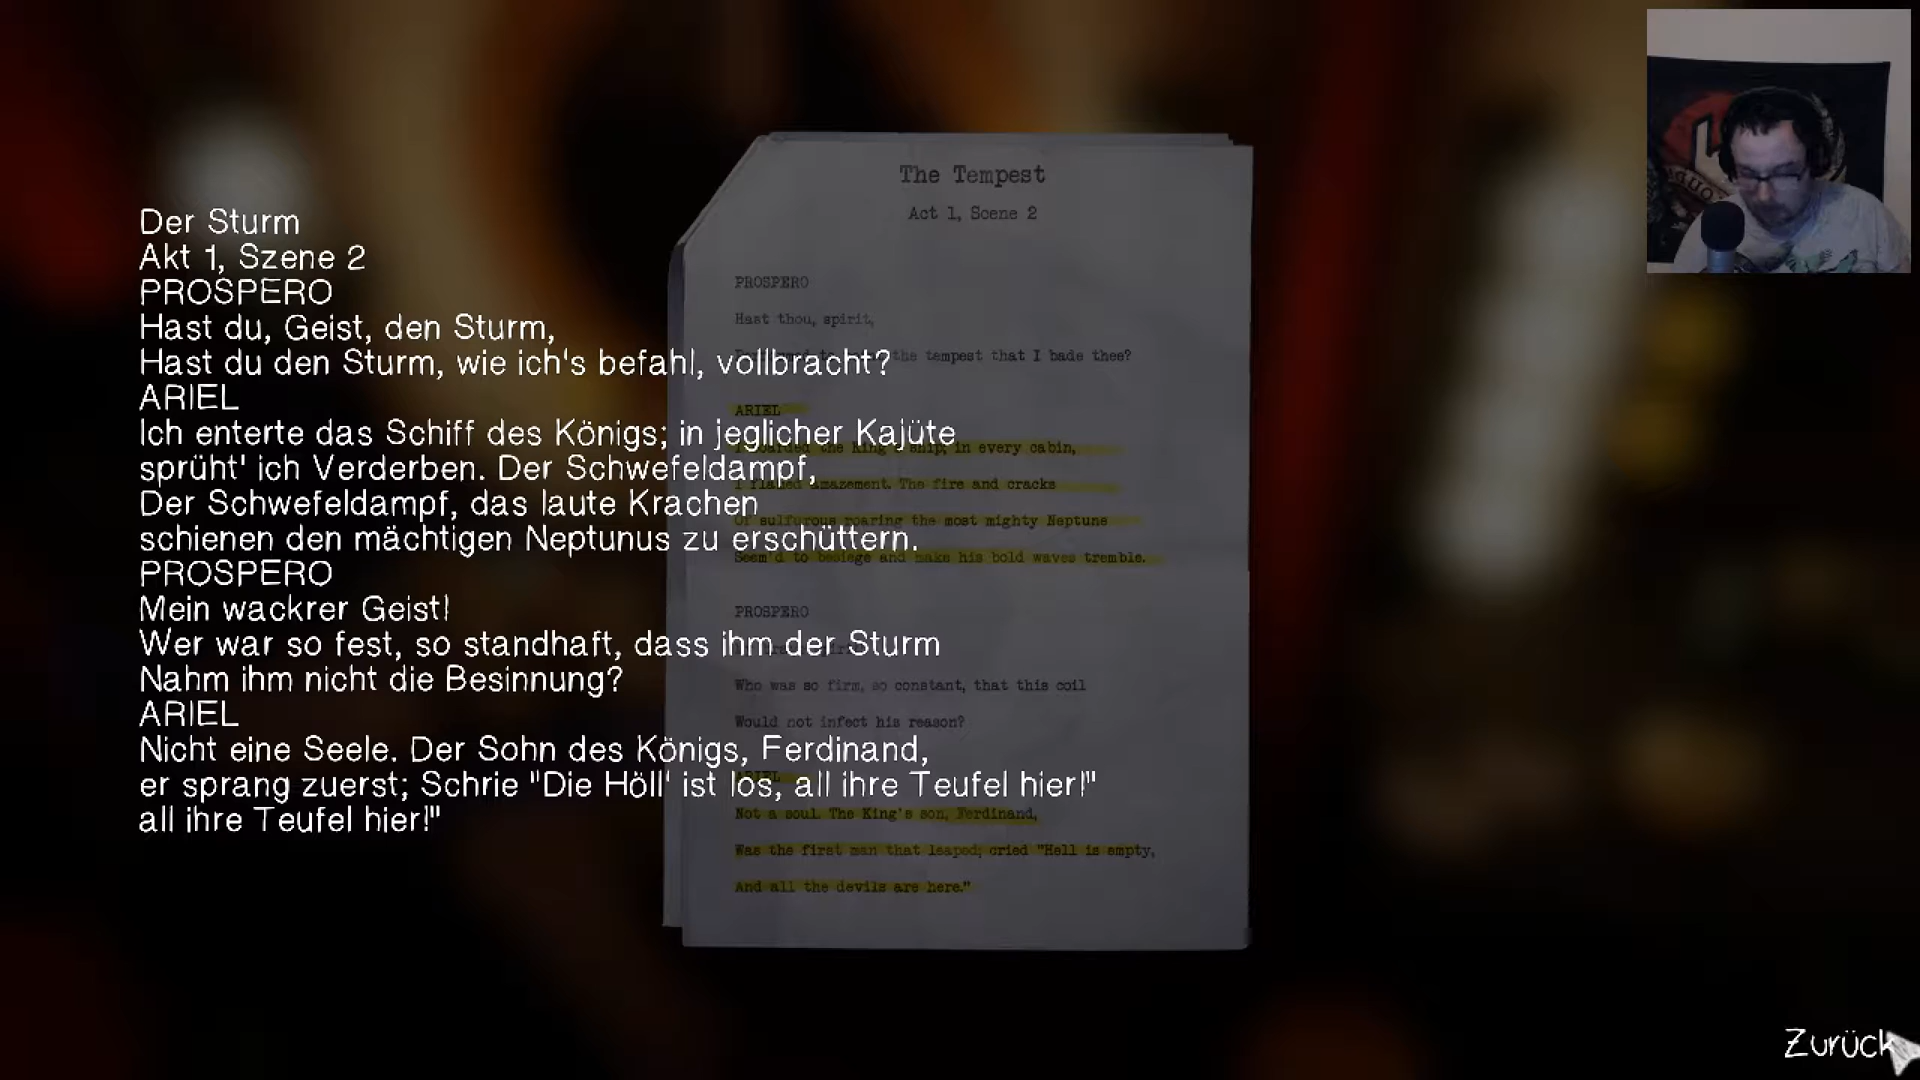 Der Sturm
Akt 1, Szene 2
PROSPERO
Hast du, Geist, den Sturm,
Hast du den Sturm, wie ich's befahl, vollbracht?
ARIEL
Ich enterte das Schiff des Königs; in jeglicher Kajüte
sprüht' ich Verderben. Der Schwefeldampf,
Der Schwefeldampf, das laute Krachen
schienen den mächtigen Neptunus zu erschüttern.
PROSPERO
Mein wackrer Geist!
Wer war so fest, so standhaft, dass ihm der Sturm
Nahm ihm nicht die Besinnung?
ARIEL
Nicht eine Seele. Der Sohn des Königs, Ferdinand,
er sprang zuerst; Schrie "Die Höll' ist los, all ihre Teufel hier!"
all ihre Teufel hier!"
The Tempest
Act 1, Scene 2
PROSPERO
Hast thou, spirit,
the tempest that I bade thee?
ARIEL
ship; in every cabin,
amazement. The fire and cracks
Of sulfurous roaring the most mighty Neptune
Seem'd to besiege and make his bold waves tremble.
PROSPERO
Who was so firm, so constant, that this coil
Would not infect his reason?
Not a soul. The King's son, Ferdinand,
Was the first man that leaped; cried "Hell is empty,
And all the devils are here."
Zurück